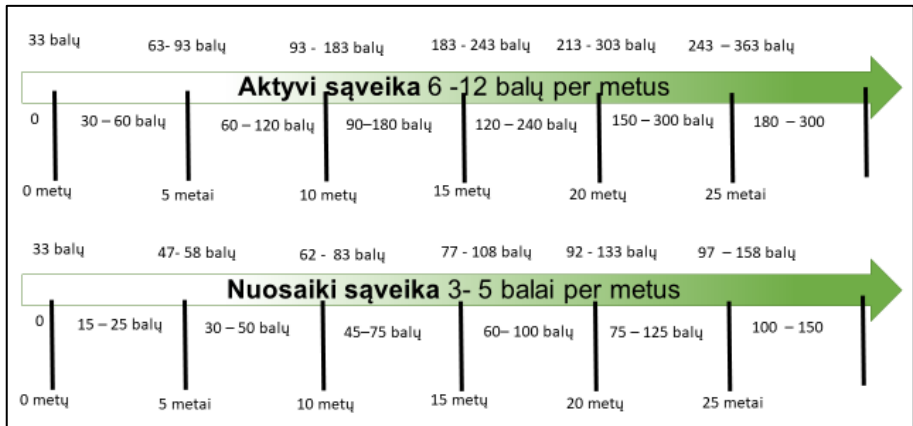 33 balų 63- 93 balų 93 - 183 balų 183 - 243 balų 213 - 303 balų 243 – 363 balų
Aktyvi sąveika 6 -12 balų per metus
0 30 – 60 balų 60 – 120 balų 90–180 balų 120 – 240 balų 150 – 300 balų 180 – 300
0 metų 5 metai 10 metų 15 metų 20 metų 25 metai
33 balų 47- 58 balų 62 - 83 balų 77 - 108 balų 92 - 133 balų 97 – 158 balų
Nuosaiki sąveika 3- 5 balai per metus
0 15 – 25 balų 30 – 50 balų 45–75 balų 60– 100 balų 75 – 125 balų 100 – 150
0 metų 5 metai 10 metų 15 metų 20 metų 25 metai